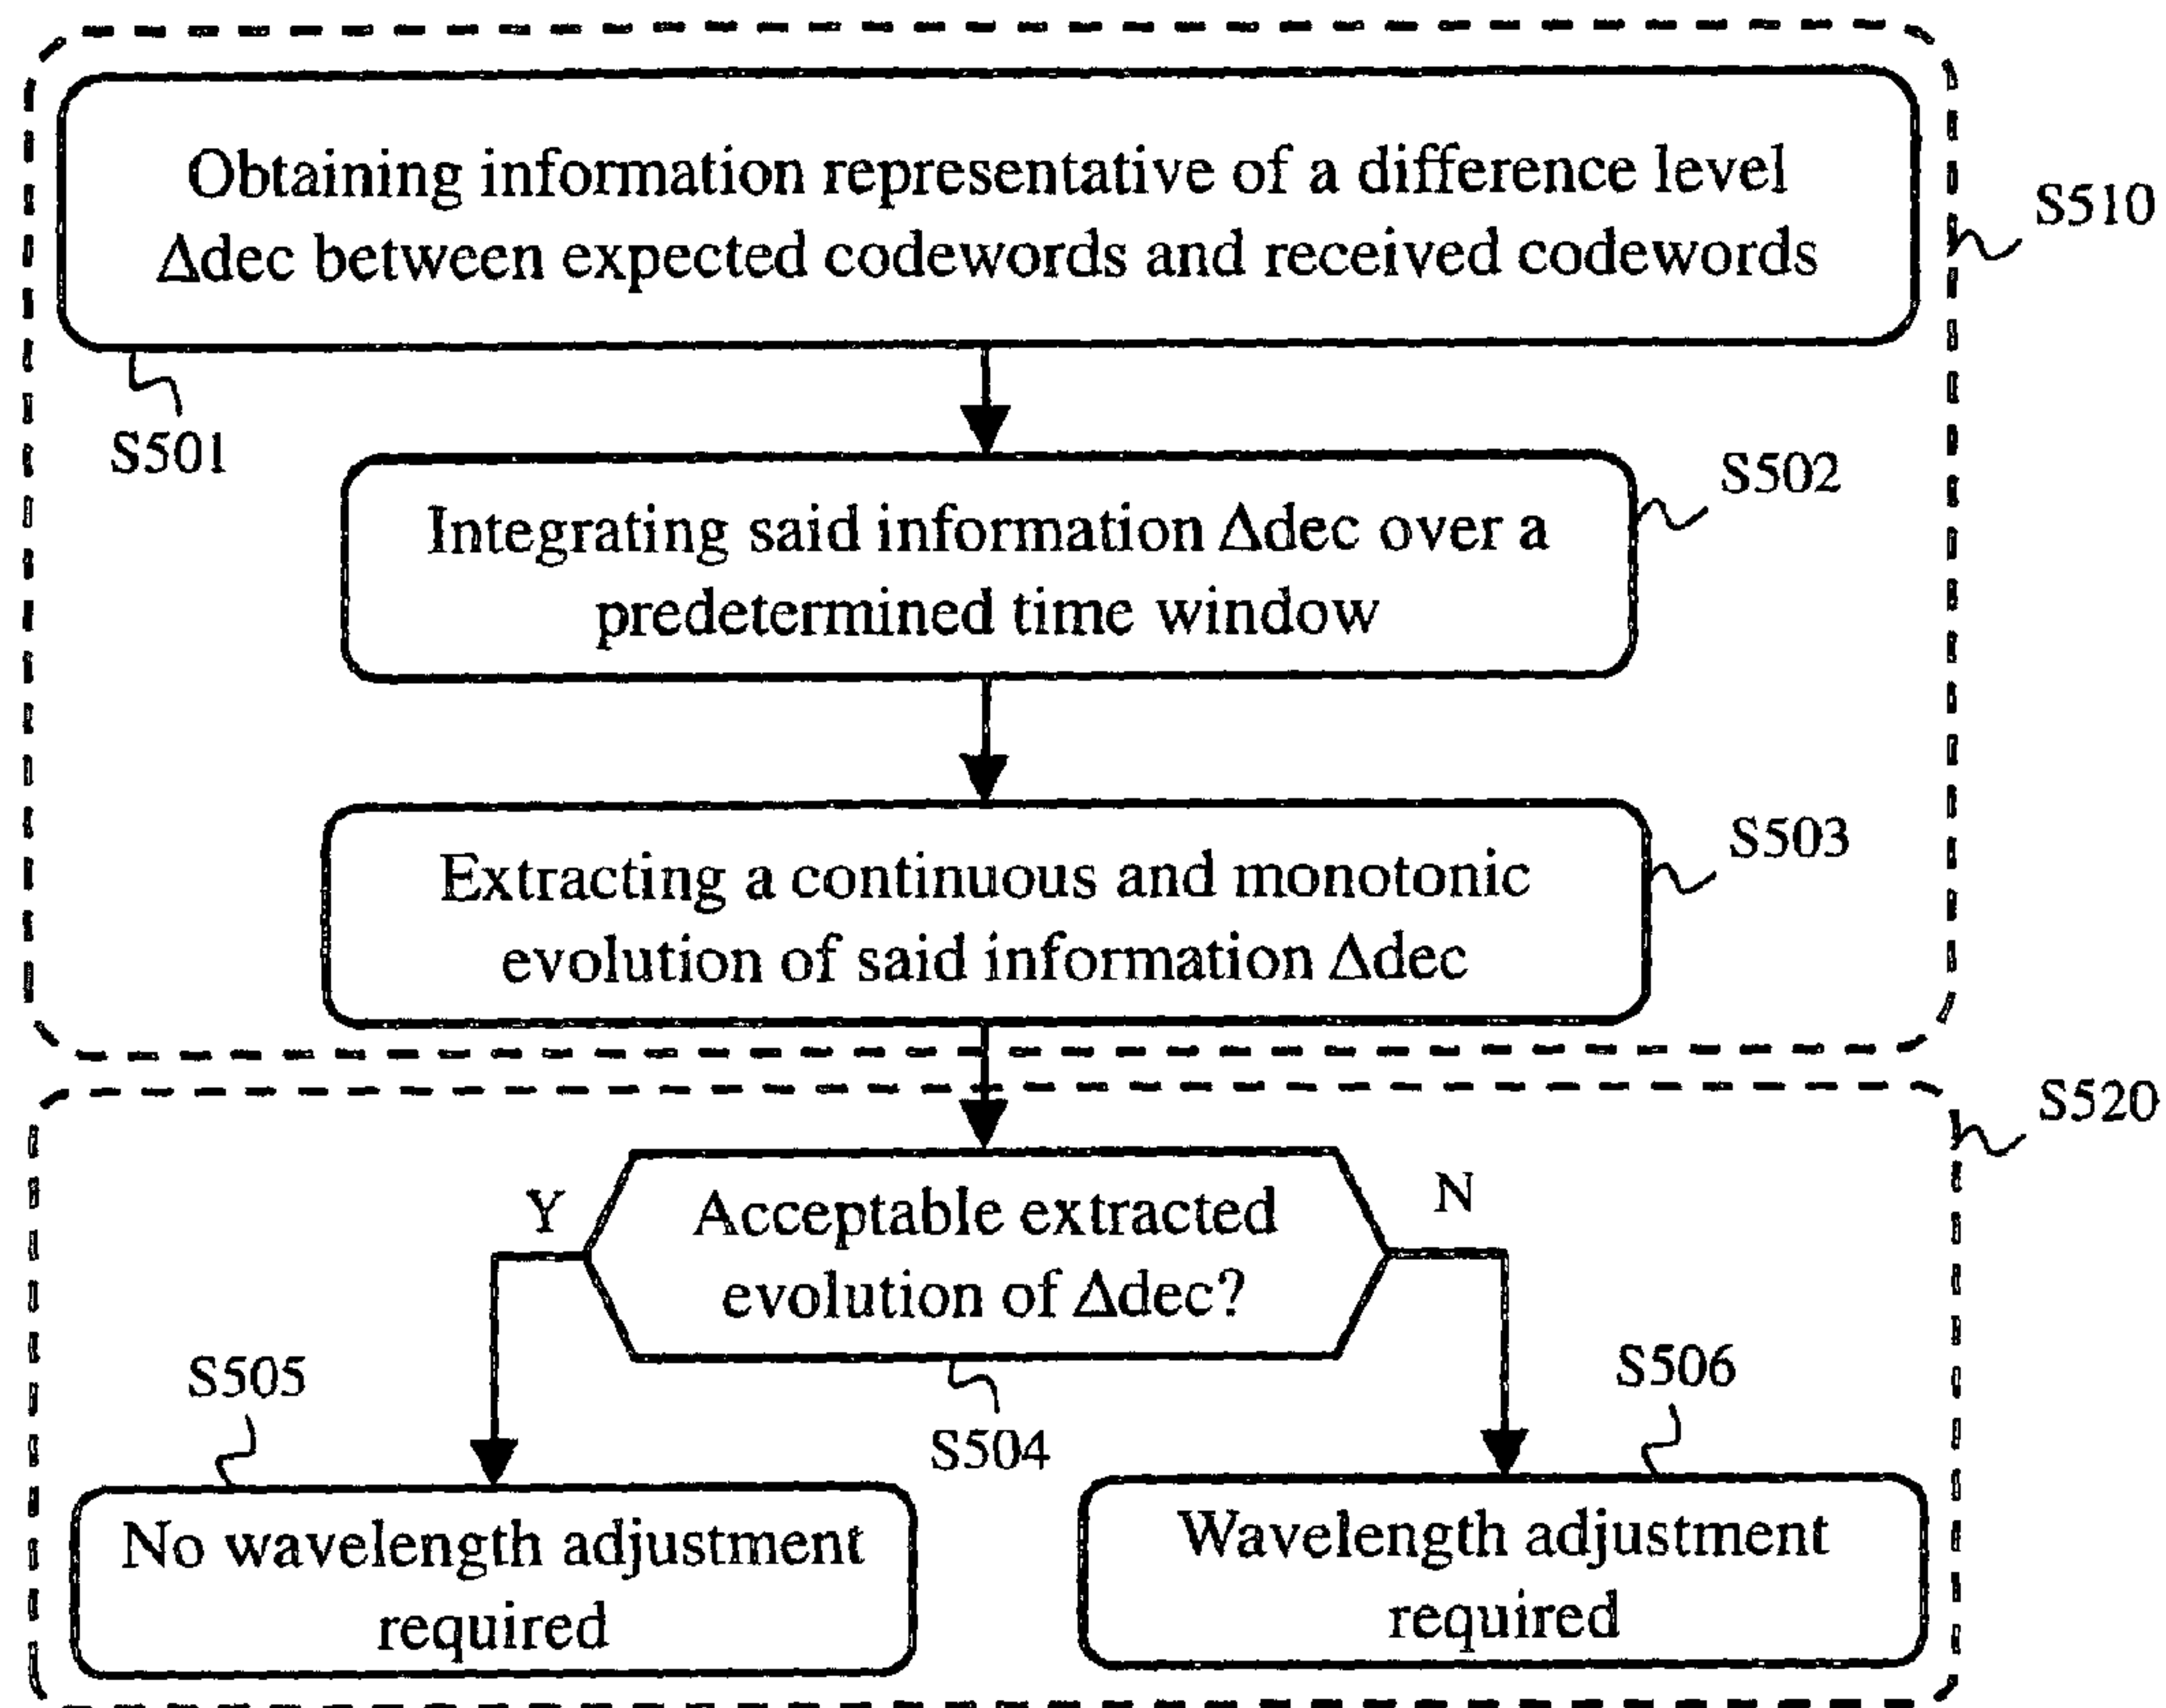 Obtaining information representative of a difference level
Δdec between expected codewords and received codewords
S510
S501
Integrating said information Δdec over a
predetermined time window
S502
Extracting a continuous and monotonic
evolution of said information Δdec
S503
S520
Y
Acceptable extracted
evolution of Δdec?
N
S505
S504
S506
No wavelength adjustment
required
Wavelength adjustment
required